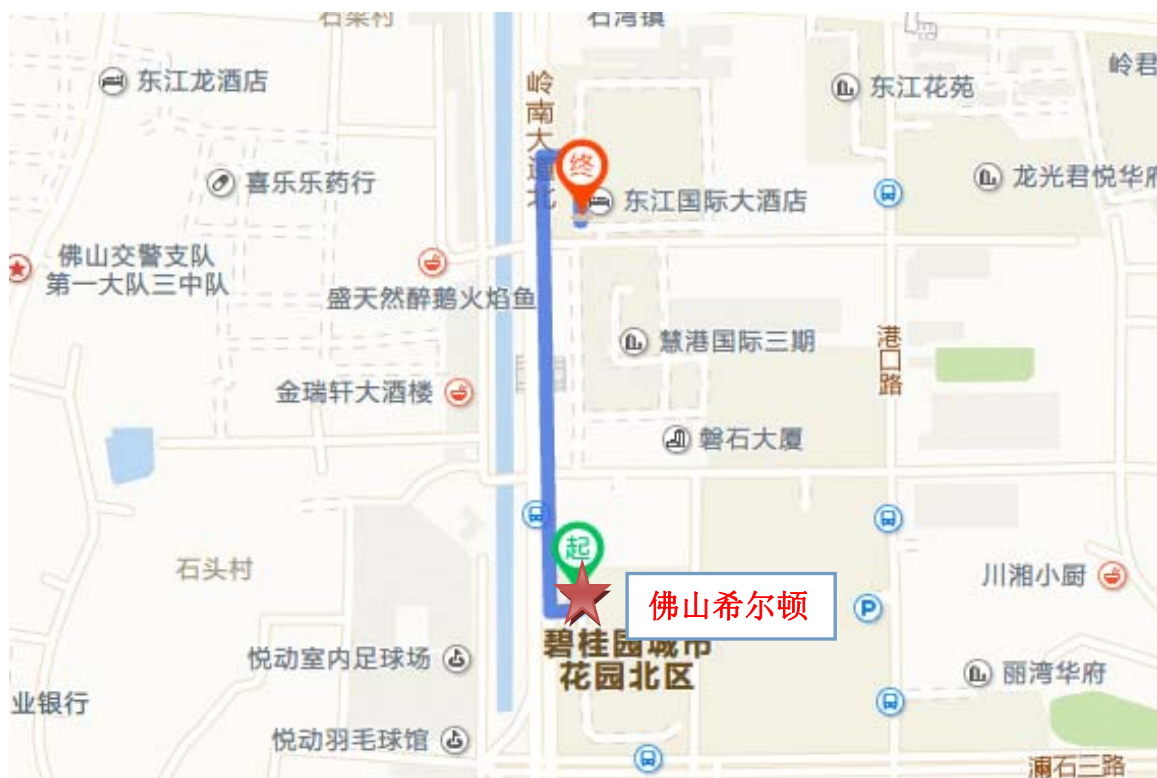 石梁村
石湾镇
岭君
东江龙酒店
岭南大道北
东江花苑
终
喜乐乐药行
东江国际大酒店
龙光君悦华府
佛山交警支队
第一大队三中队
盛天然醉鹅火焰鱼
慧港国际三期
港口路
金瑞轩大酒楼
磐石大厦
起
石头村
川湘小厨
P
佛山希尔顿
碧桂园城市
花园北区
悦动室内足球场
丽湾华府
业银行
悦动羽毛球馆
澜石二路